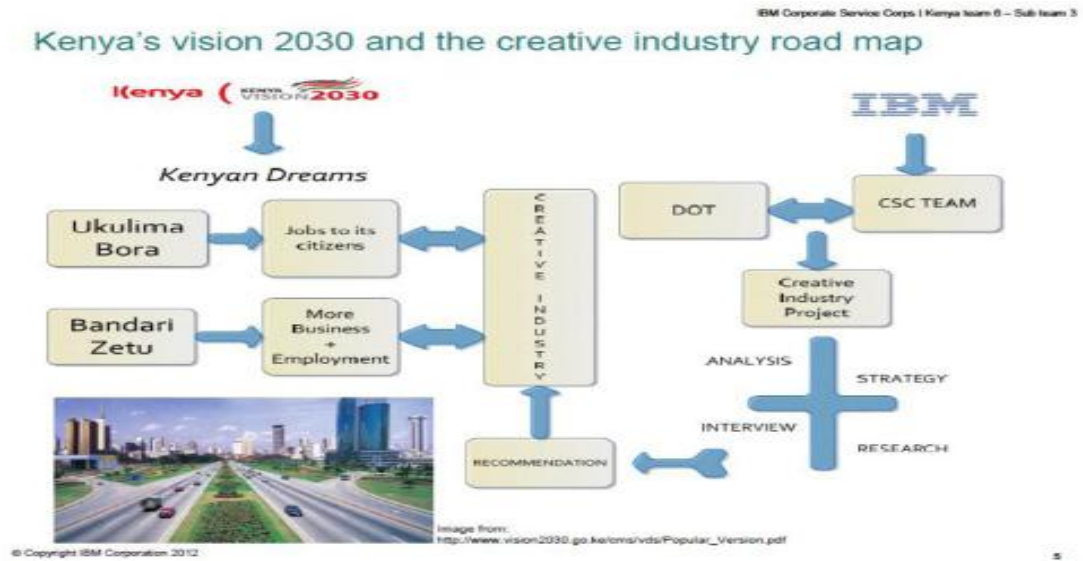 IBM Corporate Service Corps | Kenya team 6 – Sub team 3
Kenya's vision 2030 and the creative industry road map
Kenya
KENYA
VISION 2030
IBM
Kenyan Dreams
Ukulima
Bora
Jobs to its
citizens
CREATIVE INDUSTRY
DOT
CSC TEAM
Bandari
Zetu
More
Business
+
Employment
Creative
Industry
Project
ANALYSIS
STRATEGY
INTERVIEW
RESEARCH
RECOMMENDATION
Image from:
http://www.vision2030.go.ke/cms/vds/Popular_Version.pdf
© Copyright IBM Corporation 2012
5